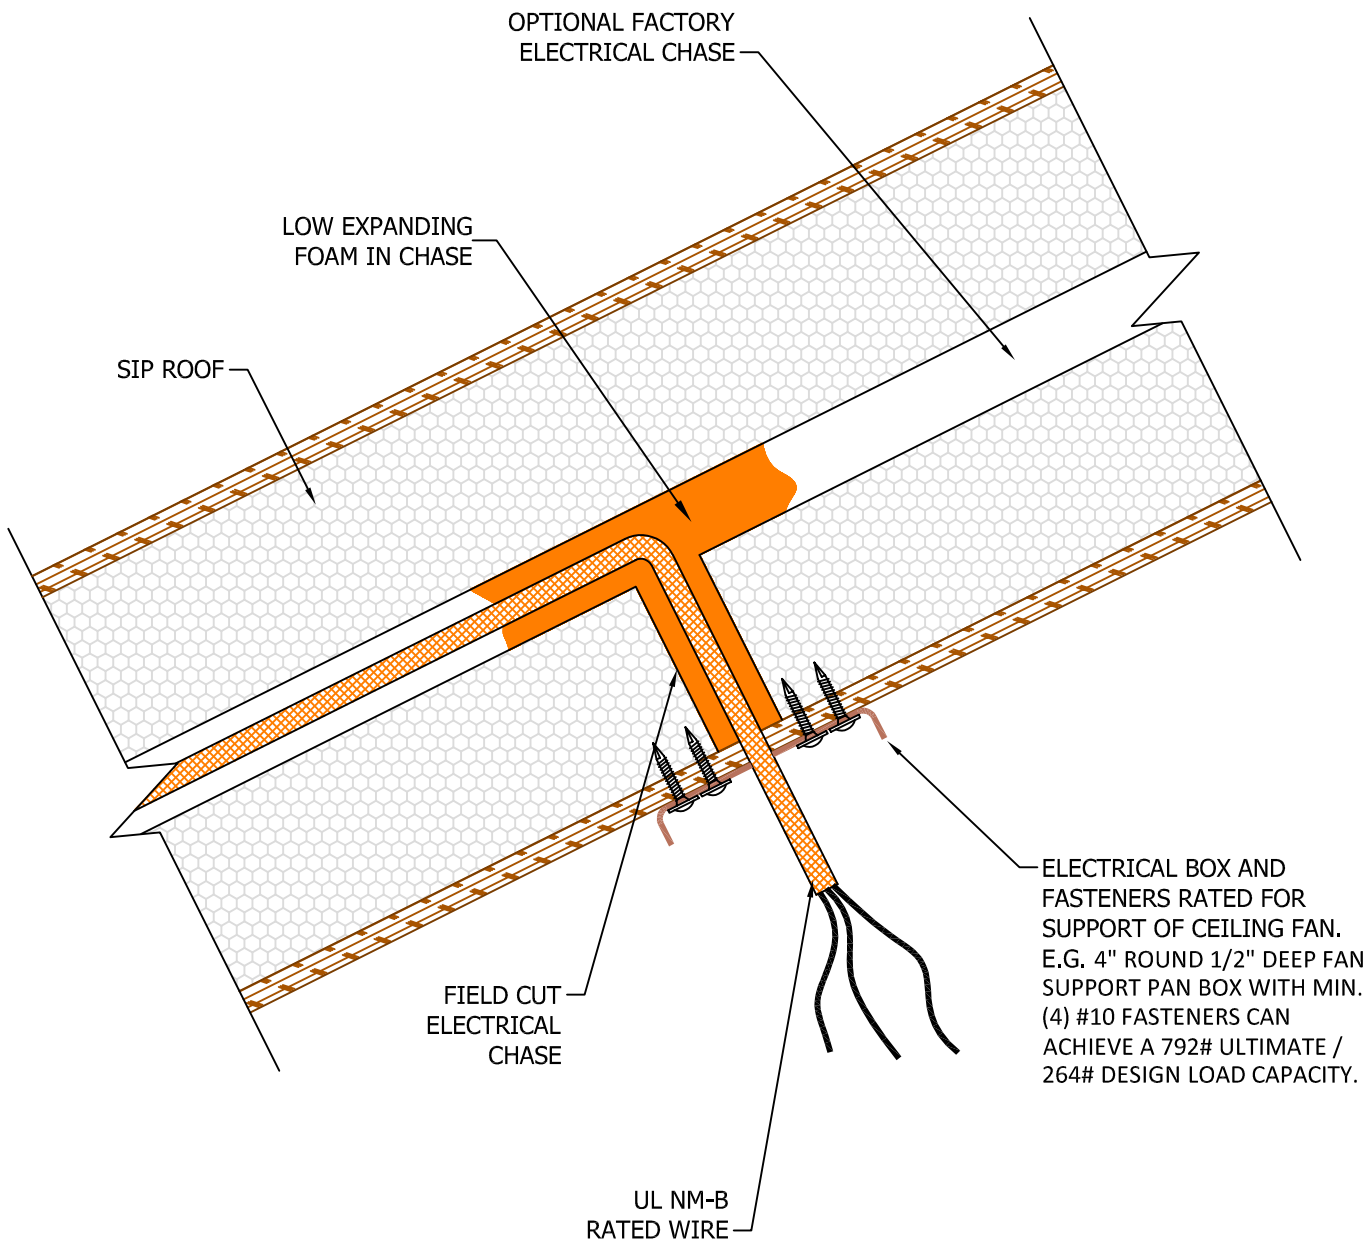 OPTIONAL FACTORY
ELECTRICAL CHASE
LOW EXPANDING
FOAM IN CHASE
SIP ROOF
ELECTRICAL BOX AND
FASTENERS RATED FOR
SUPPORT OF CEILING FAN.
E.G. 4" ROUND 1/2" DEEP FAN
SUPPORT PAN BOX WITH MIN.
(4) #10 FASTENERS CAN
ACHIEVE A 792# ULTIMATE /
264# DESIGN LOAD CAPACITY.
FIELD CUT
ELECTRICAL
CHASE
UL NM-B
RATED WIRE